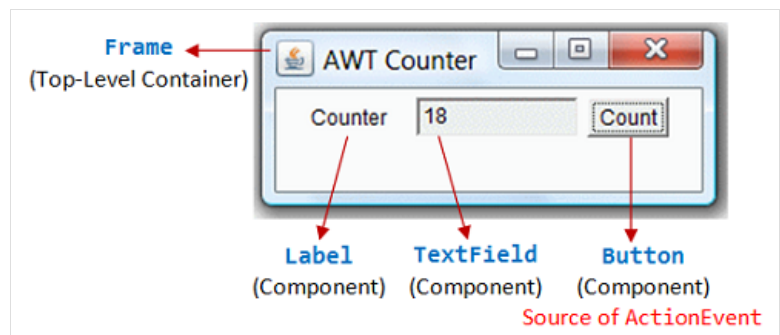 Frame
(Top-Level Container)
AWT Counter
Counter 18 Count
Label TextField Button
(Component) (Component) (Component)
Source of ActionEvent